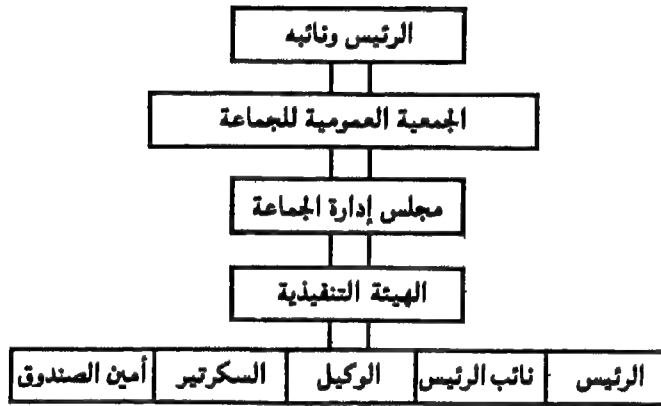 الرئيس ونائبه
الجمعية العمومية للجماعة
مجلس إدارة الجماعة
الهيئة التنفيذية
الرئيس
نائب الرئيس
الوكيل
السكرتير
أمين الصندوق